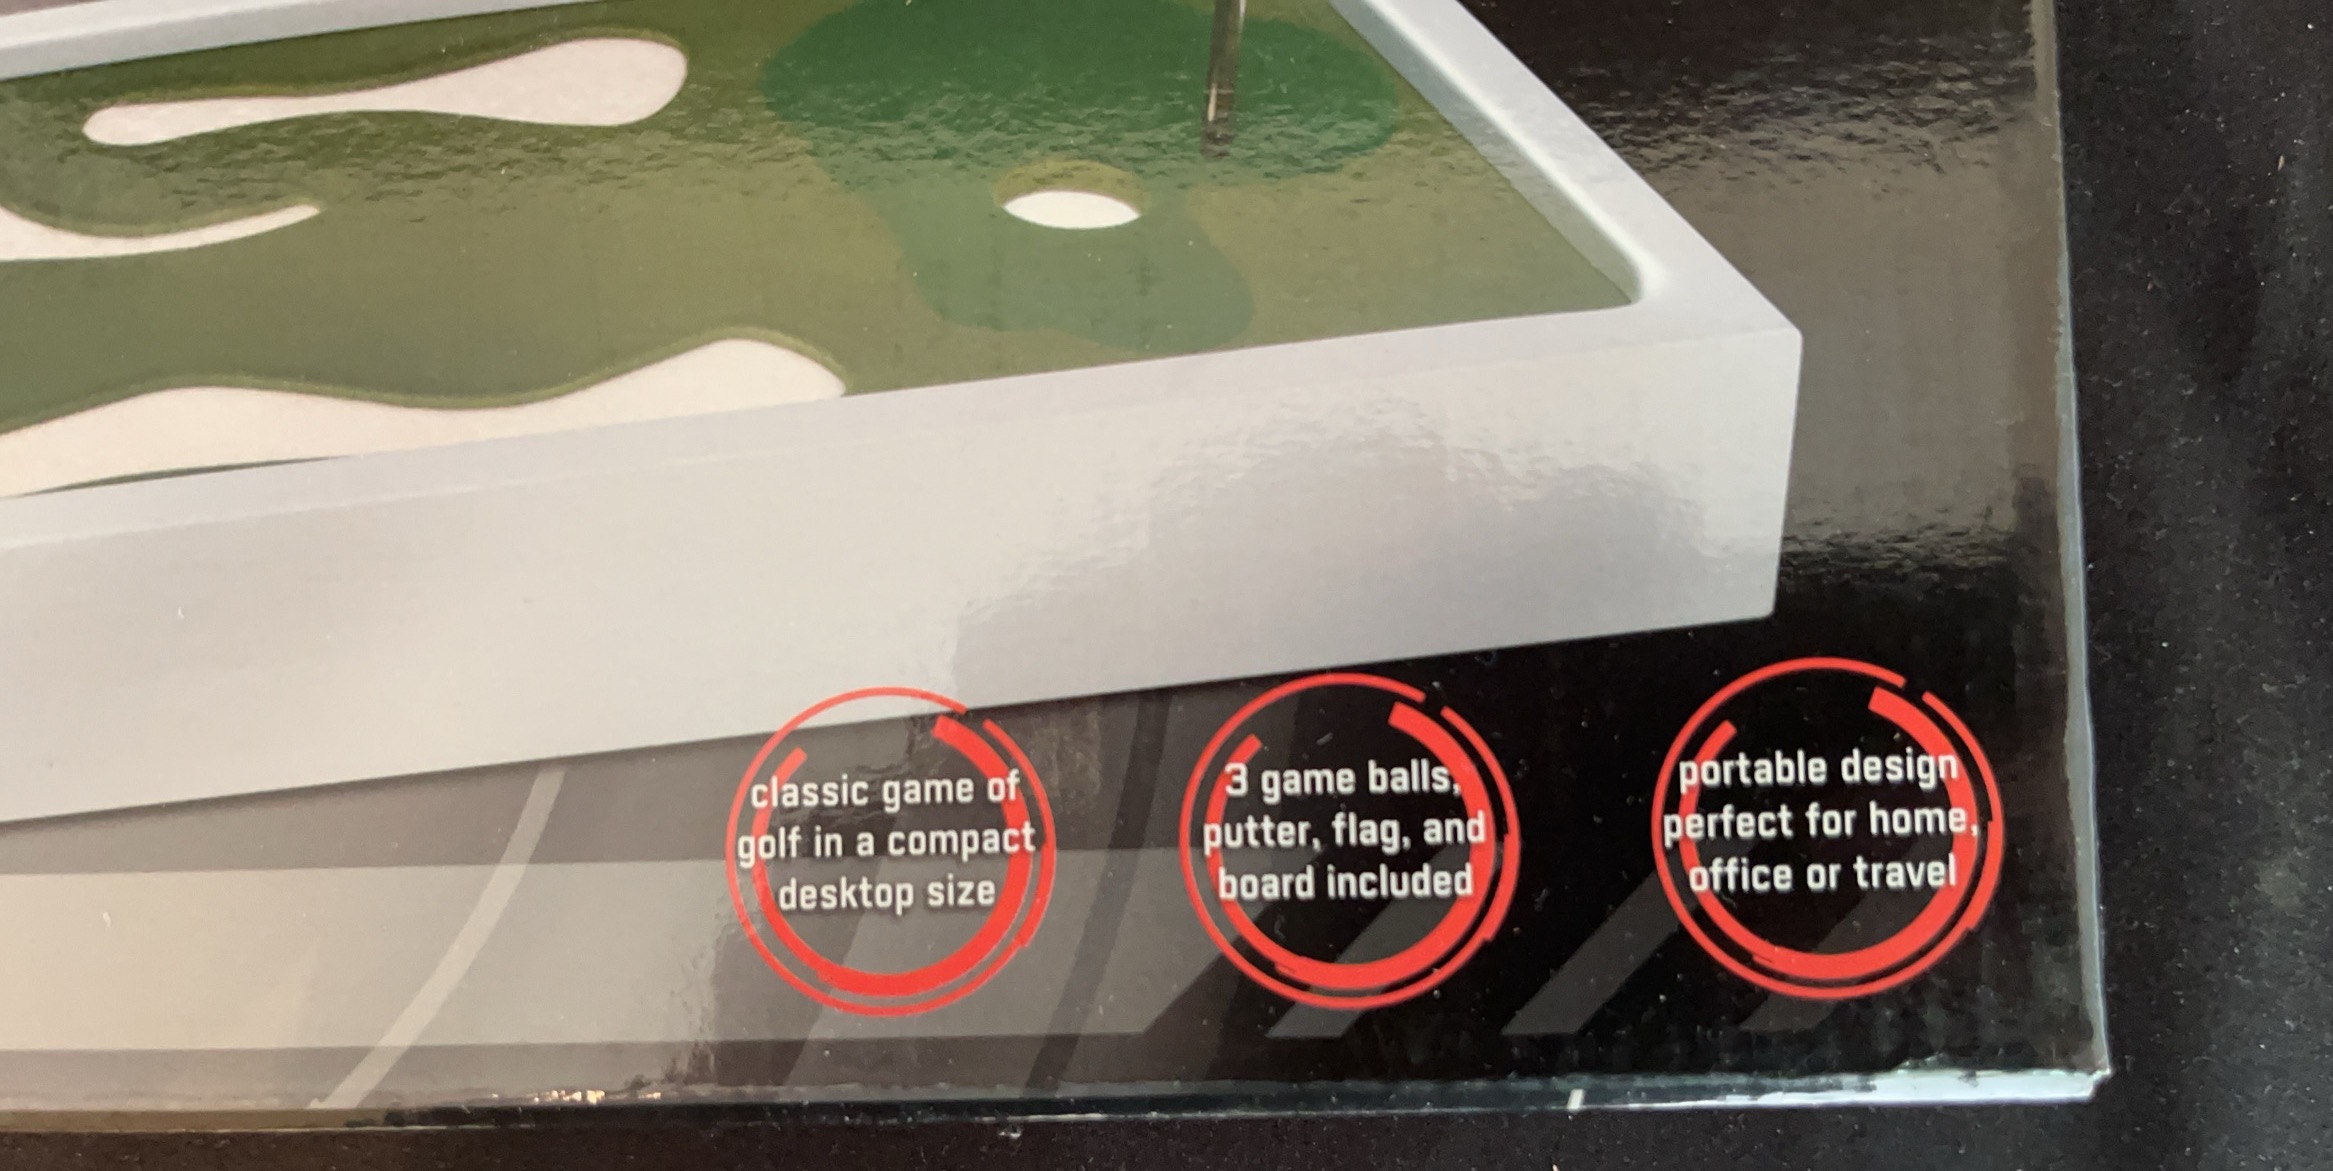 classic game of
golf in a compact
desktop size
3 game balls,
putter, flag, and
board included
portable design
perfect for home,
office or travel